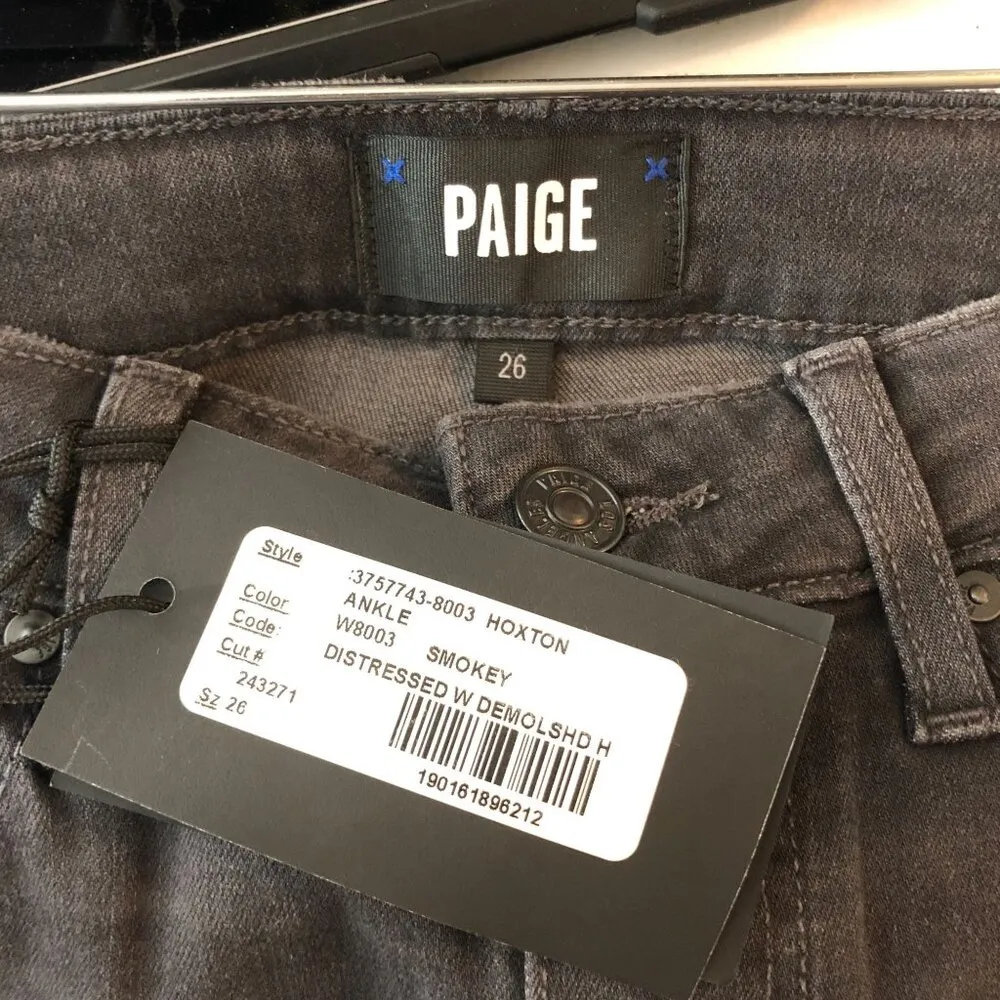 PAIGE
26
Style :3757743-8003 HOXTON
ANKLE
Color
Code: W8003 SMOKEY
DISTRESSED W DEMOLSHD H
Cut #
243271
Sz 26
190161896212